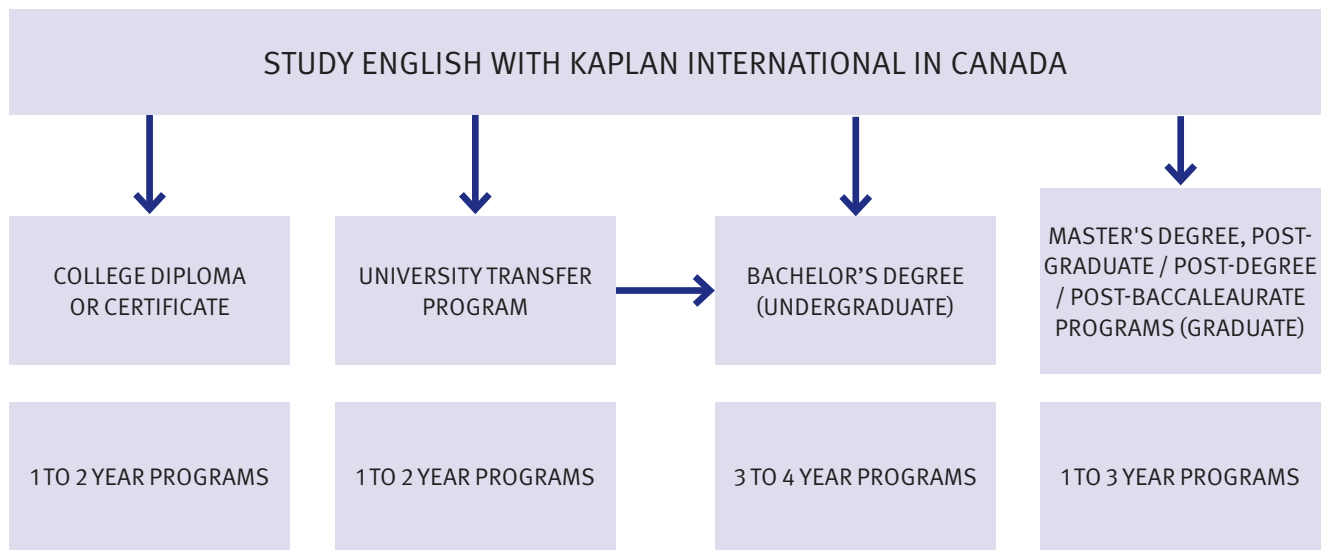 STUDY ENGLISH WITH KAPLAN INTERNATIONAL IN CANADA
COLLEGE DIPLOMA
OR CERTIFICATE
UNIVERSITY TRANSFER
PROGRAM
BACHELOR’S DEGREE
(UNDERGRADUATE)
MASTER'S DEGREE, POST-
GRADUATE / POST-DEGREE
/ POST-BACCALEAURATE
PROGRAMS (GRADUATE)
1 TO 2 YEAR PROGRAMS
1 TO 2 YEAR PROGRAMS
3 TO 4 YEAR PROGRAMS
1 TO 3 YEAR PROGRAMS